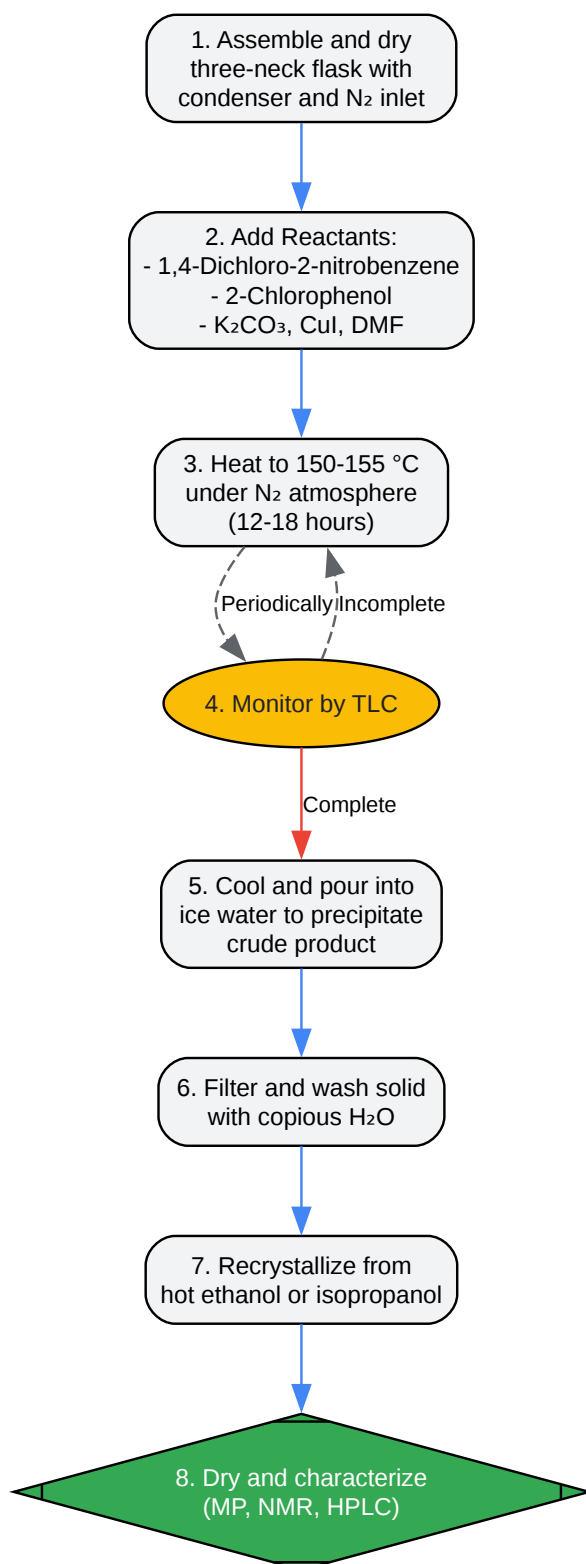 1. Assemble and dry
three-neck flask with
condenser and N₂ inlet
2. Add Reactants:
- 1,4-Dichloro-2-nitrobenzene
- 2-Chlorophenol
- K₂CO₃, CuI, DMF
3. Heat to 150-155 °C
under N₂ atmosphere
(12-18 hours)
Periodically
Incomplete
4. Monitor by TLC
Complete
5. Cool and pour into
ice water to precipitate
crude product
6. Filter and wash solid
with copious H₂O
7. Recrystallize from
hot ethanol or isopropanol
8. Dry and characterize
(MP, NMR, HPLC)